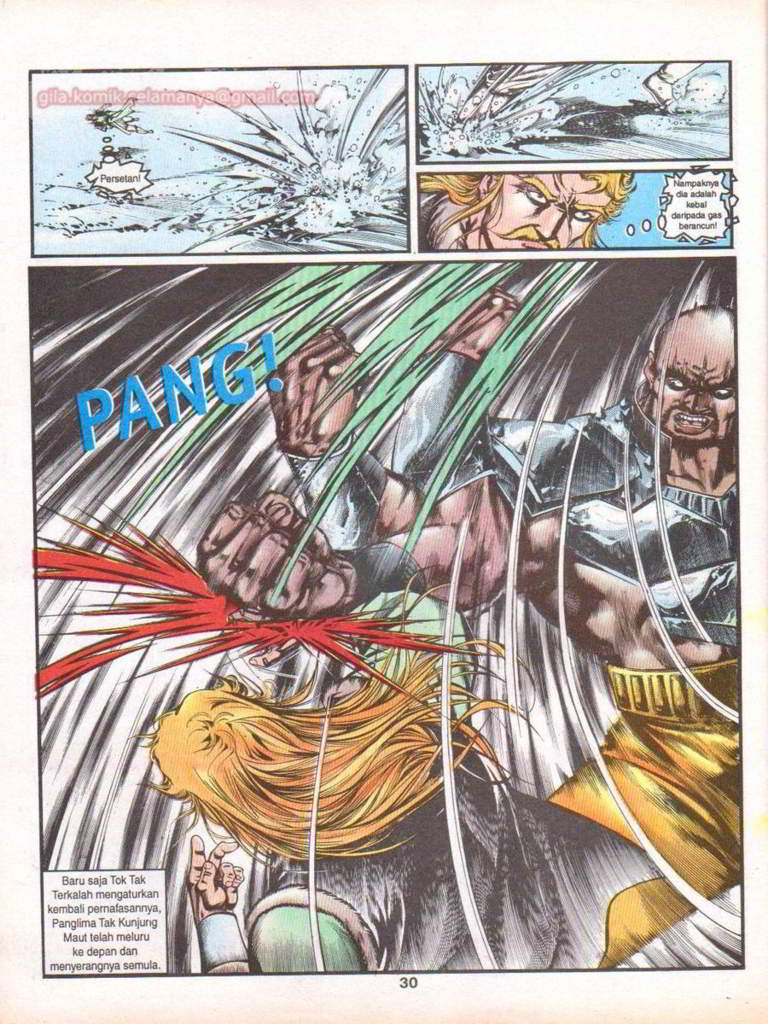 gila.komik.selamanya@gmail.com
Persetan!
Nampaknya
dia adalah
kebal
daripada gas
berancun!
PANG!
Baru saja Tok Tak
Terkalah mengaturkan
kembali pernafasannya,
Panglima Tak Kunjung
Maut telah meluru
ke depan dan
menyerangnya semula.
30